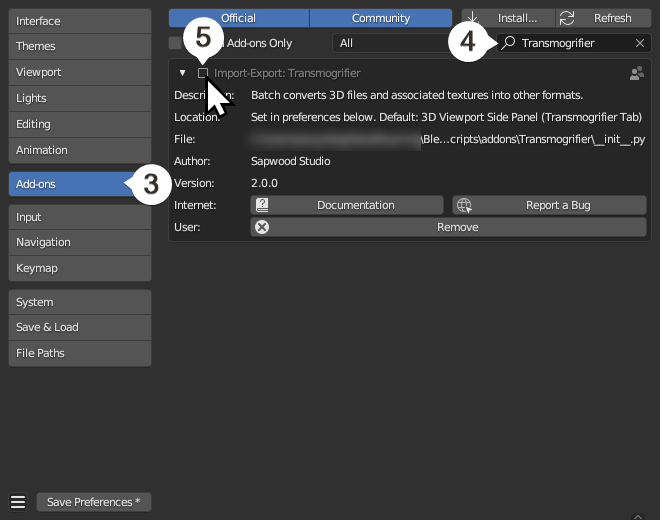 Interface
Themes
Viewport
Lights
Editing
Animation
Add-ons
Input
Navigation
Keymap
System
Save & Load
File Paths
Save Preferences *
3
Official Community Install... Refresh
5 Add-ons Only All 4 Transmogrifier
Import-Export: Transmogrifier
Description: Batch converts 3D files and associated textures into other formats.
Location: Set in preferences below. Default: 3D Viewport Side Panel (Transmogrifier Tab)
File: \Ble...cripts\addons\Transmogrifier\__init__.py
Author: Sapwood Studio
Version: 2.0.0
Internet: Documentation Report a Bug
User: Remove